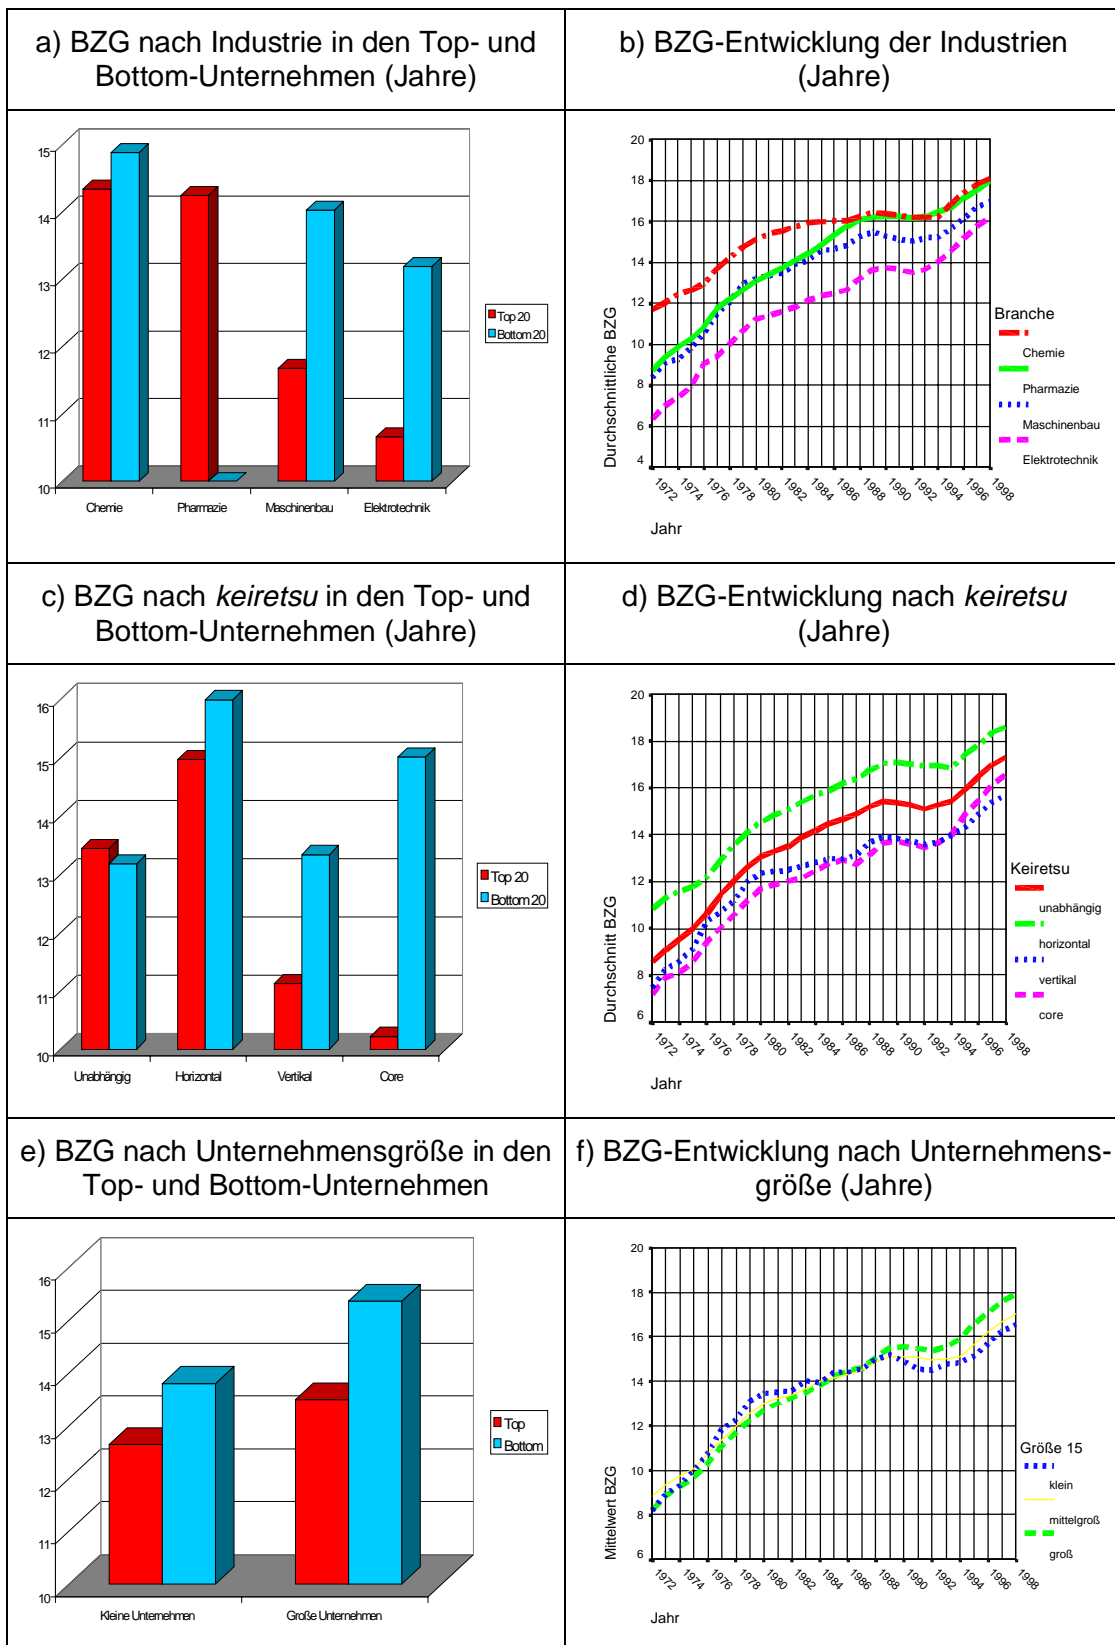 a) BZG nach Industrie in den Top- und
Bottom-Unternehmen (Jahre)
b) BZG-Entwicklung der Industrien
(Jahre)
15
14
13
12
11
10
Chemie
Pharmazie
Maschinenbau
Elektrotechnik
Top 20
Bottom 20
20
18
16
14
12
10
8
6
4
Durchschnittliche BZG
1972
1974
1976
1978
1980
1982
1984
1986
1988
1990
1992
1994
1996
1998
Jahr
Branche
Chemie
Pharmazie
Maschinenbau
Elektrotechnik
c) BZG nach keiretsu in den Top- und
Bottom-Unternehmen (Jahre)
d) BZG-Entwicklung nach keiretsu
(Jahre)
16
15
14
13
12
11
10
Unabhängig
Horizontal
Vertikal
Core
Top 20
Bottom 20
20
18
16
14
12
10
8
6
Durchschnitt BZG
1972
1974
1976
1978
1980
1982
1984
1986
1988
1990
1992
1994
1996
1998
Jahr
Keiretsu
unabhängig
horizontal
vertikal
core
e) BZG nach Unternehmensgröße in den
Top- und Bottom-Unternehmen
f) BZG-Entwicklung nach Unternehmens-
größe (Jahre)
16
15
14
13
12
11
10
Kleine Unternehmen
Große Unternehmen
Top
Bottom
20
18
16
14
12
10
8
6
Mittelwert BZG
1972
1974
1976
1978
1980
1982
1984
1986
1988
1990
1992
1994
1996
1998
Jahr
Größe 15
klein
mittelgroß
groß